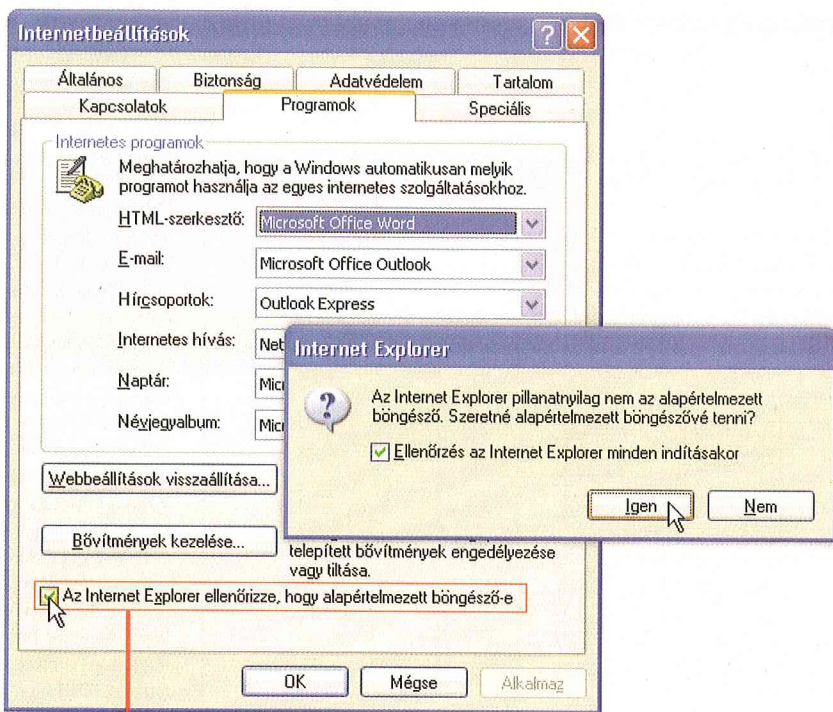 Internetbeállítások
Általános Biztonság Adatvédelem Tartalom
Kapcsolatok Programok Speciális
Internetes programok
Meghatározhatja, hogy a Windows automatikusan melyik
programot használja az egyes internetes szolgáltatásokhoz.
HTML-szerkesztő: Microsoft Office Word
E-mail: Microsoft Office Outlook
Hírcsoportok: Outlook Express
Internetes hívás: Net
Naptár:
Névjegyalbum:
Webbeállítások visszaállítása...
Bővítmények kezelése...
telepített bővítmények engedélyezése
vagy tiltása.
Az Internet Explorer ellenőrizze, hogy alapértelmezett böngésző-e
OK Mégse Alkalmaz
Internet Explorer
Az Internet Explorer pillanatnyilag nem az alapértelmezett
böngésző. Szeretné alapértelmezett böngészővé tenni?
Ellenőrzés az Internet Explorer minden indításakor
Igen Nem